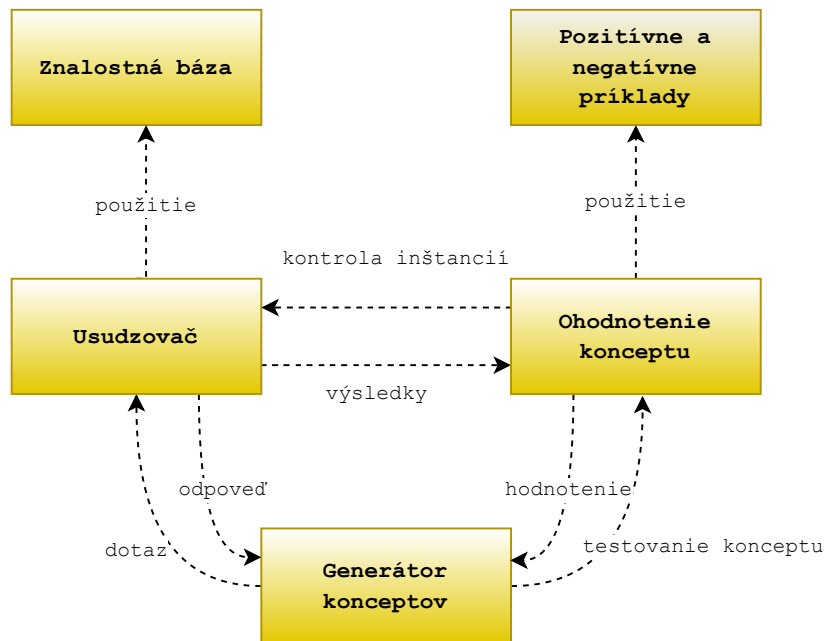 Znalostná báza
Pozitívne a
negatívne
príklady
použitie
použitie
kontrola inštancií
Usudzovač
Ohodnotenie
konceptu
výsledky
odpoveď
hodnotenie
dotaz
testovanie konceptu
Generátor
konceptov